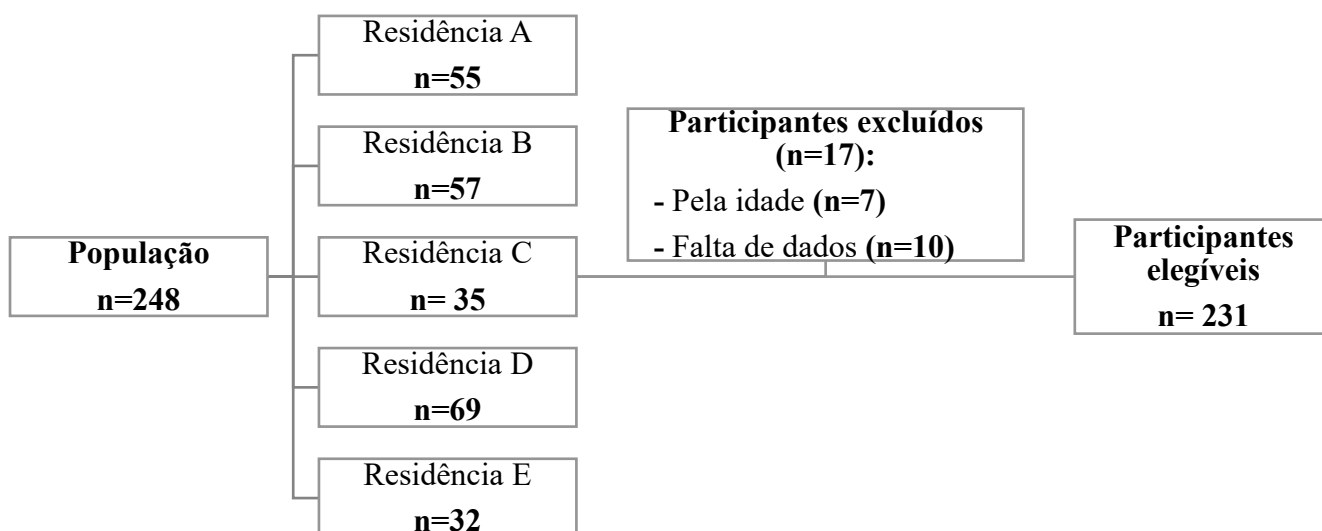 População
n=248
Residência A
n=55
Residência B
n=57
Residência C
n= 35
Residência D
n=69
Residência E
n=32
Participantes excluídos
(n=17):
- Pela idade (n=7)
- Falta de dados (n=10)
Participantes
elegíveis
n= 231